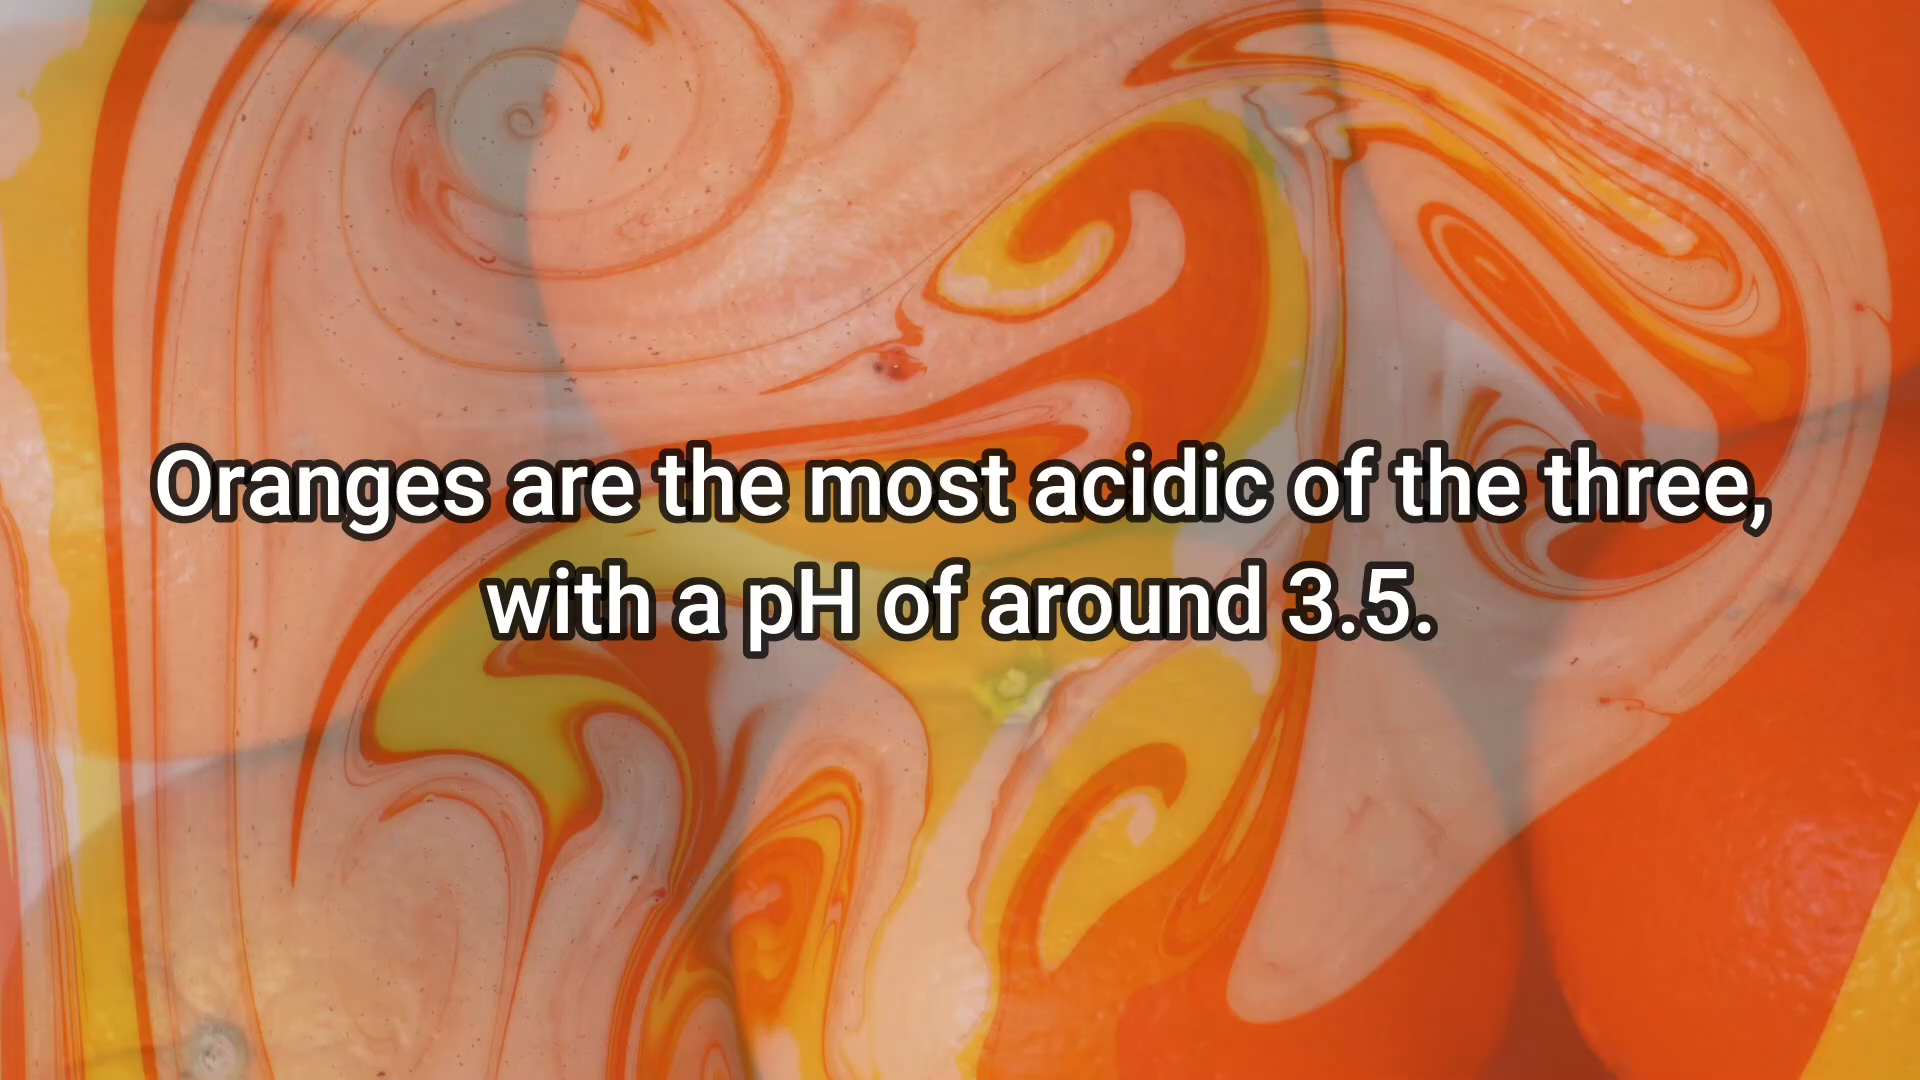 Oranges are the most acidic of the three,
with a pH of around 3.5.